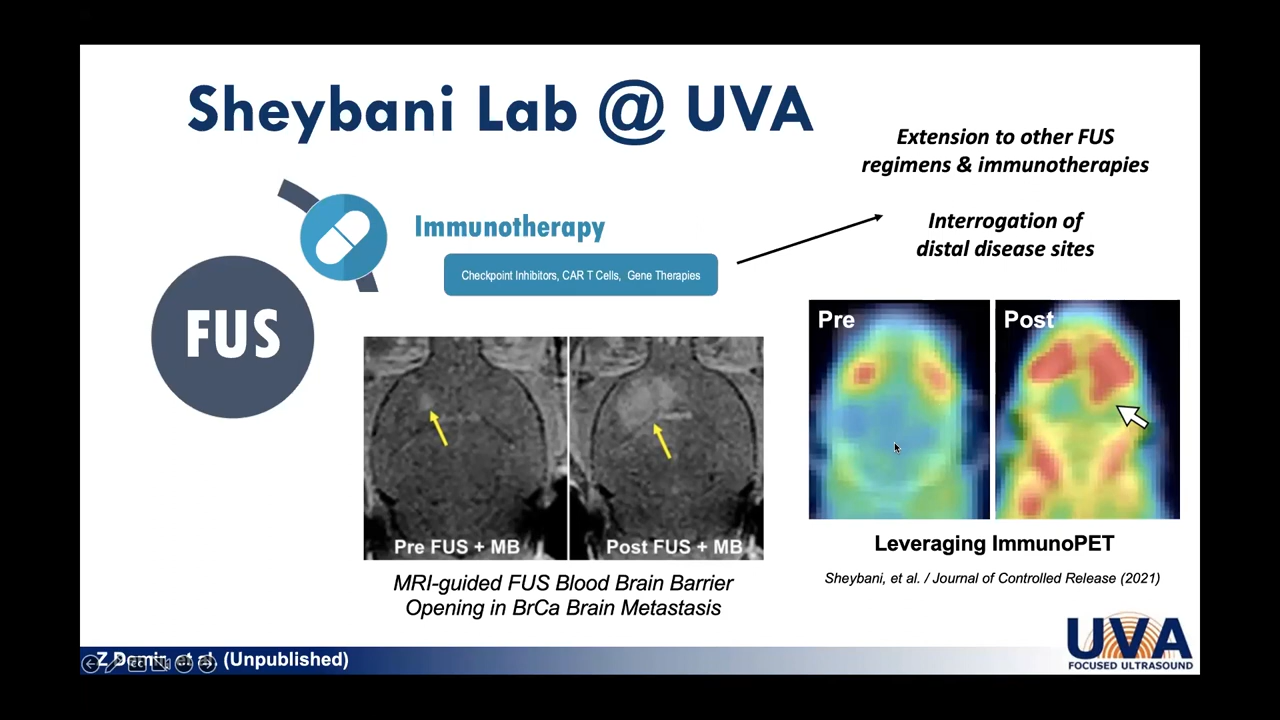 Sheybani Lab @ UVA
Extension to other FUS
regimens & immunotherapies
Immunotherapy
Interrogation of
distal disease sites
Checkpoint Inhibitors, CAR T Cells, Gene Therapies
FUS
Pre
Post
Pre FUS + MB
Post FUS + MB
Leveraging ImmunoPET
Sheybani, et al. / Journal of Controlled Release (2021)
MRI-guided FUS Blood Brain Barrier
Opening in BrCa Brain Metastasis
UVA
FOCUSED ULTRASOUND
Z et al. (Unpublished)